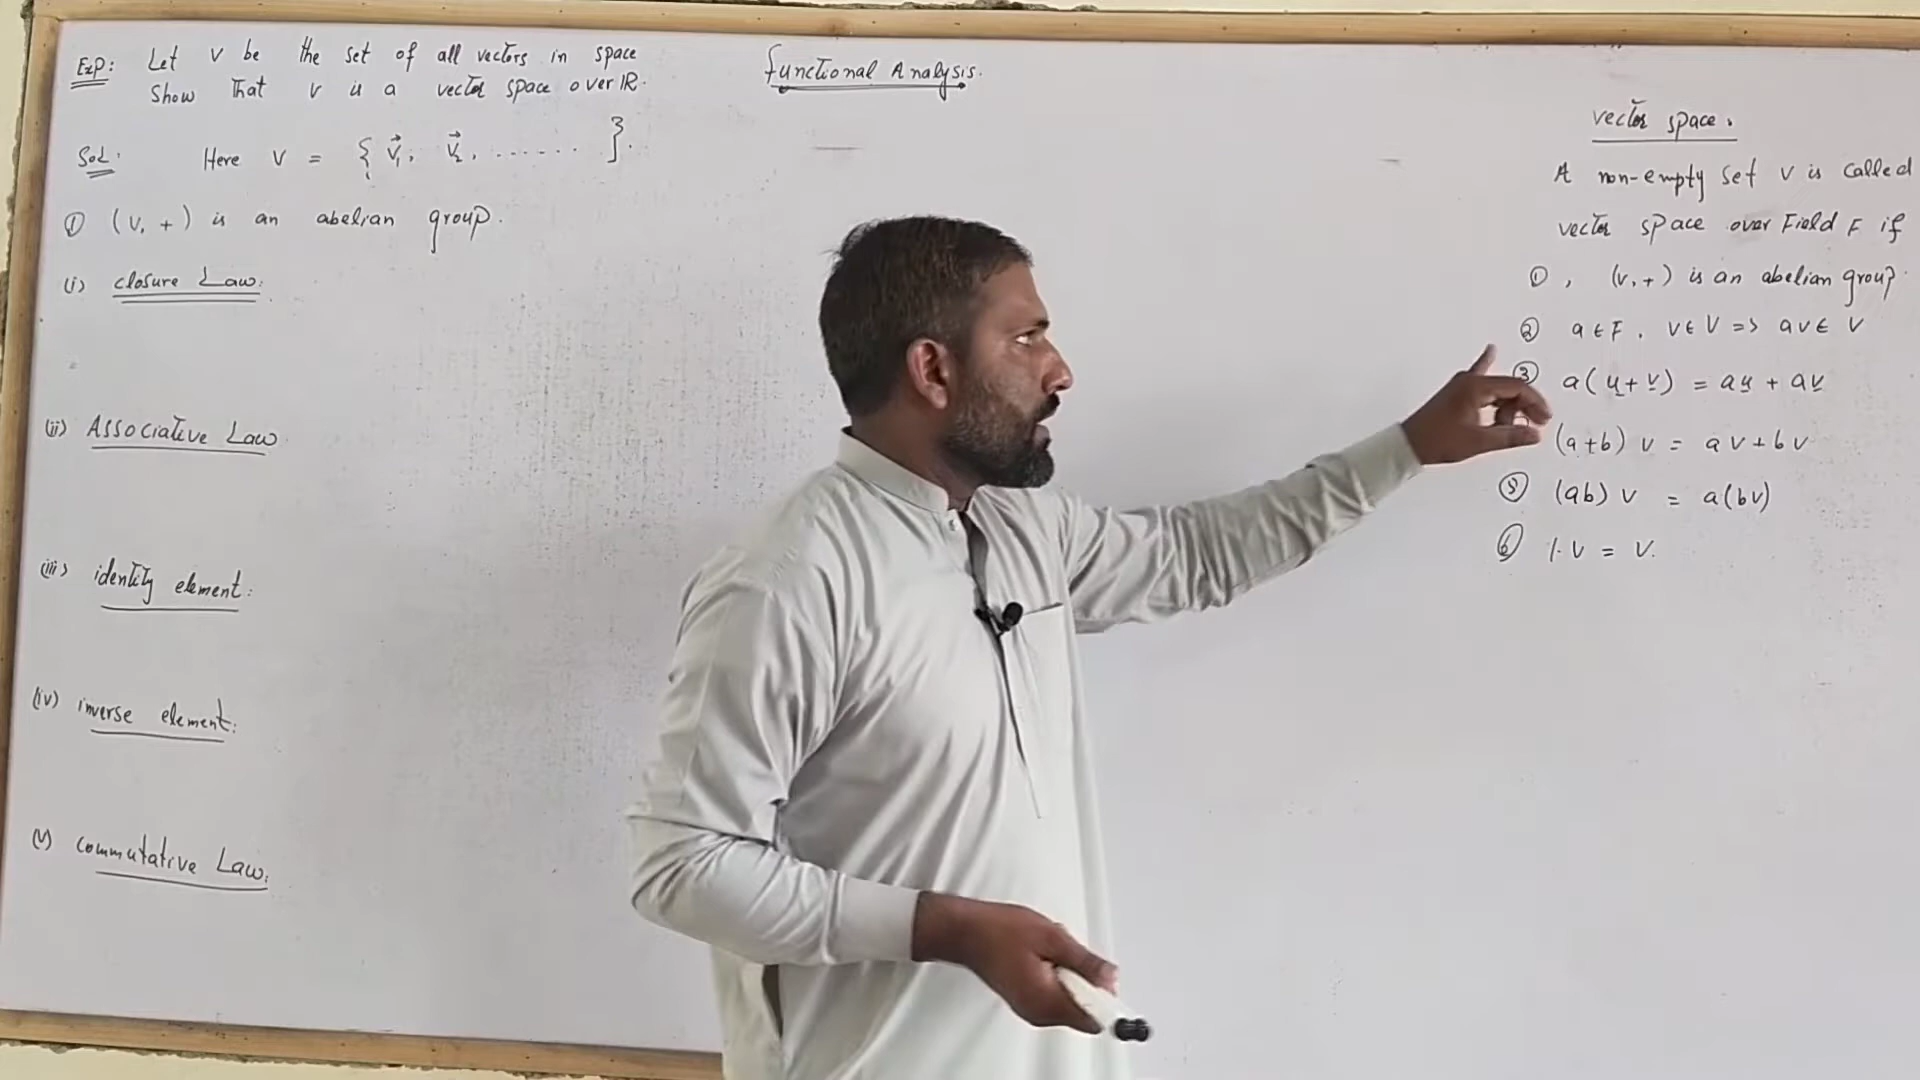 Exp: Let V be the set of all vectors in space
Show That V is a vector space over IR.
Sol: Here V = { v⃗₁, v⃗₂, ....... }.
① (V, +) is an abelian group.
(i) closure Law:
(ii) Associative Law
(iii) identity element:
(iv) inverse element:
(v) commutative Law:
Functional Analysis.
vector space.
A non-empty set V is called
vector space over Field F if
①, (V, +) is an abelian group.
② a ∈ F, v ∈ V => av ∈ V
③ a(u+v) = au + av
(a+b) v = av + bv
⑤ (ab) v = a(bv)
⑥ 1.v = v.